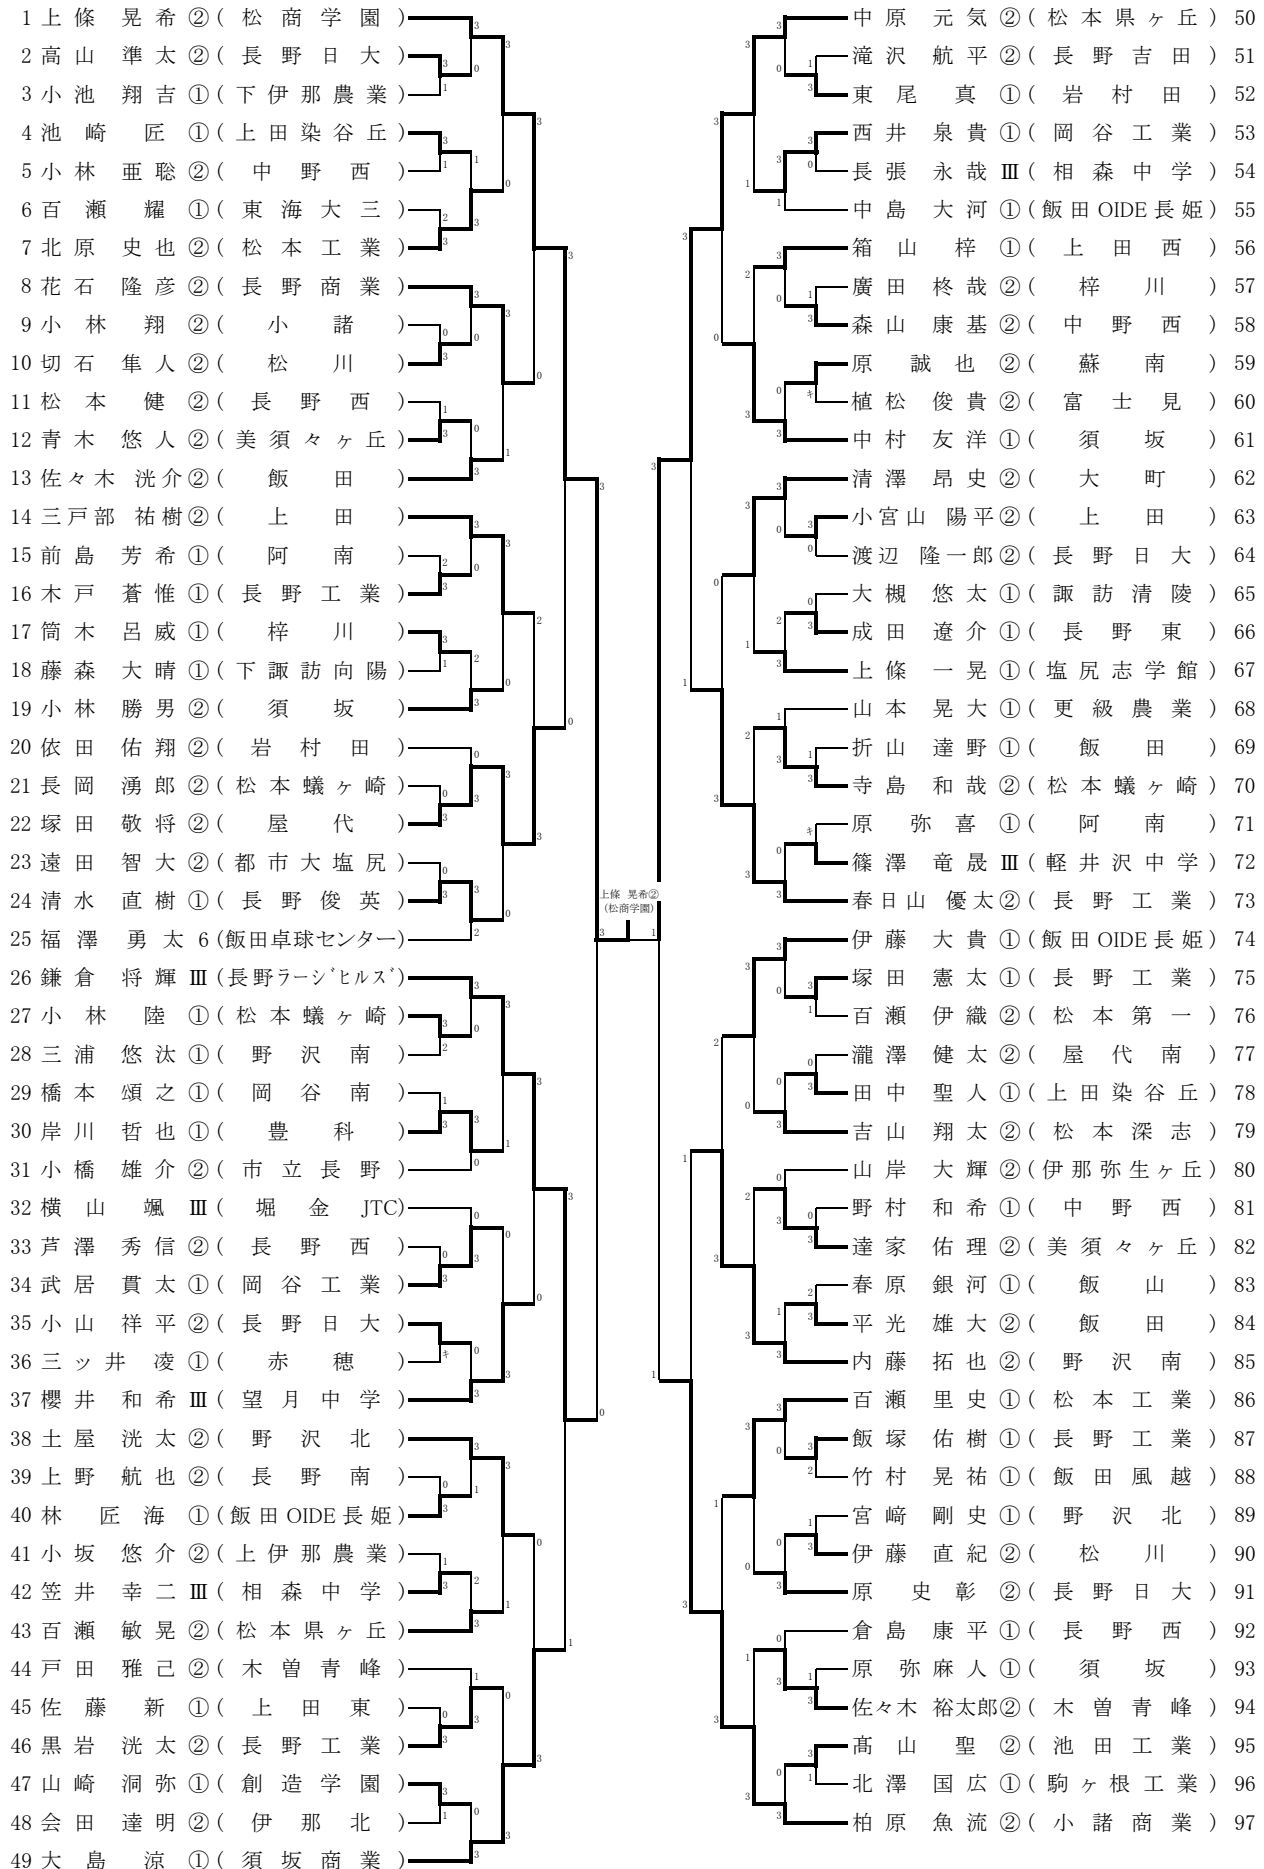 1 上條 晃希② (松商学園)
2 高山 準太② (長野日大)
3 小池 翔吉① (下伊那農業)
4 池崎 匠① (上田染谷丘)
5 小林 亜聡② (中野西)
6 百瀬 耀① (東海大三)
7 北原 史也② (松本工業)
8 花石 隆彦② (長野商業)
9 小林 翔② (小諸)
10 切石 隼人② (松川)
11 松本 健② (長野西)
12 青木 悠人② (美須々ヶ丘)
13 佐々木 洸介② (飯田)
14 三戸部 祐樹② (上田)
15 前島 芳希① (阿南)
16 木戸 蒼惟① (長野工業)
17 筒木 呂威① (梓川)
18 藤森 大晴① (下諏訪向陽)
19 小林 勝男② (須坂)
20 依田 佑翔② (岩村田)
21 長岡 湧郎② (松本蟻ヶ崎)
22 塚田 敬将② (屋代)
23 遠田 智大② (都市大塩尻)
24 清水 直樹① (長野俊英)
25 福澤 勇太 6 (飯田卓球センター)
26 鎌倉 将輝Ⅲ (長野ラージヒルズ)
27 小林 陸① (松本蟻ヶ崎)
28 三浦 悠汰① (野沢南)
29 橋本 頌之① (岡谷南)
30 岸川 哲也① (豊科)
31 小橋 雄介② (市立長野)
32 横山 颯Ⅲ (堀金 JTC)
33 芦澤 秀信② (長野西)
34 武居 貫太① (岡谷工業)
35 小山 祥平② (長野日大)
36 三ッ井 凌① (赤穂)
37 櫻井 和希Ⅲ (望月中学)
38 土屋 洸太② (野沢北)
39 上野 航也② (長野南)
40 林 匠海① (飯田 OIDE 長姫)
41 小坂 悠介② (上伊那農業)
42 笠井 幸二Ⅲ (相森中学)
43 百瀬 敏晃② (松本県ヶ丘)
44 戸田 雅己② (木曽青峰)
45 佐藤 新① (上田東)
46 黒岩 洸太② (長野工業)
47 山崎 洞弥① (創造学園)
48 会田 達明② (伊那北)
49 大島 涼① (須坂商業)
上條 晃希②
(松商学園)
中原 元気② (松本県ヶ丘) 50
滝沢 航平② (長野吉田) 51
東尾 真① (岩村田) 52
西井 泉貴① (岡谷工業) 53
長張 永哉Ⅲ (相森中学) 54
中島 大河① (飯田 OIDE 長姫) 55
箱山 梓① (上田西) 56
廣田 柊哉② (梓川) 57
森山 康基② (中野西) 58
原 誠也② (蘇南) 59
植松 俊貴② (富士見) 60
中村 友洋① (須坂) 61
清澤 昂史② (大町) 62
小宮山 陽平② (上田) 63
渡辺 隆一郎② (長野日大) 64
大槻 悠太① (諏訪清陵) 65
成田 遼介① (長野東) 66
上條 一晃① (塩尻志学館) 67
山本 晃大① (更級農業) 68
折山 達野① (飯田) 69
寺島 和哉② (松本蟻ヶ崎) 70
原 弥喜① (阿南) 71
篠澤 竜晟Ⅲ (軽井沢中学) 72
春日山 優太② (長野工業) 73
伊藤 大貴① (飯田 OIDE 長姫) 74
塚田 憲太① (長野工業) 75
百瀬 伊織② (松本第一) 76
瀧澤 健太② (屋代南) 77
田中 聖人① (上田染谷丘) 78
吉山 翔太② (松本深志) 79
山岸 大輝② (伊那弥生ヶ丘) 80
野村 和希① (中野西) 81
達家 佑理② (美須々ヶ丘) 82
春原 銀河① (飯山) 83
平光 雄大② (飯田) 84
内藤 拓也② (野沢南) 85
百瀬 里史① (松本工業) 86
飯塚 佑樹① (長野工業) 87
竹村 晃祐① (飯田風越) 88
宮﨑 剛史① (野沢北) 89
伊藤 直紀② (松川) 90
原 史彰② (長野日大) 91
倉島 康平① (長野西) 92
原 弥麻人① (須坂) 93
佐々木 裕太郎② (木曽青峰) 94
髙山 聖② (池田工業) 95
北澤 国広① (駒ヶ根工業) 96
柏原 魚流② (小諸商業) 97